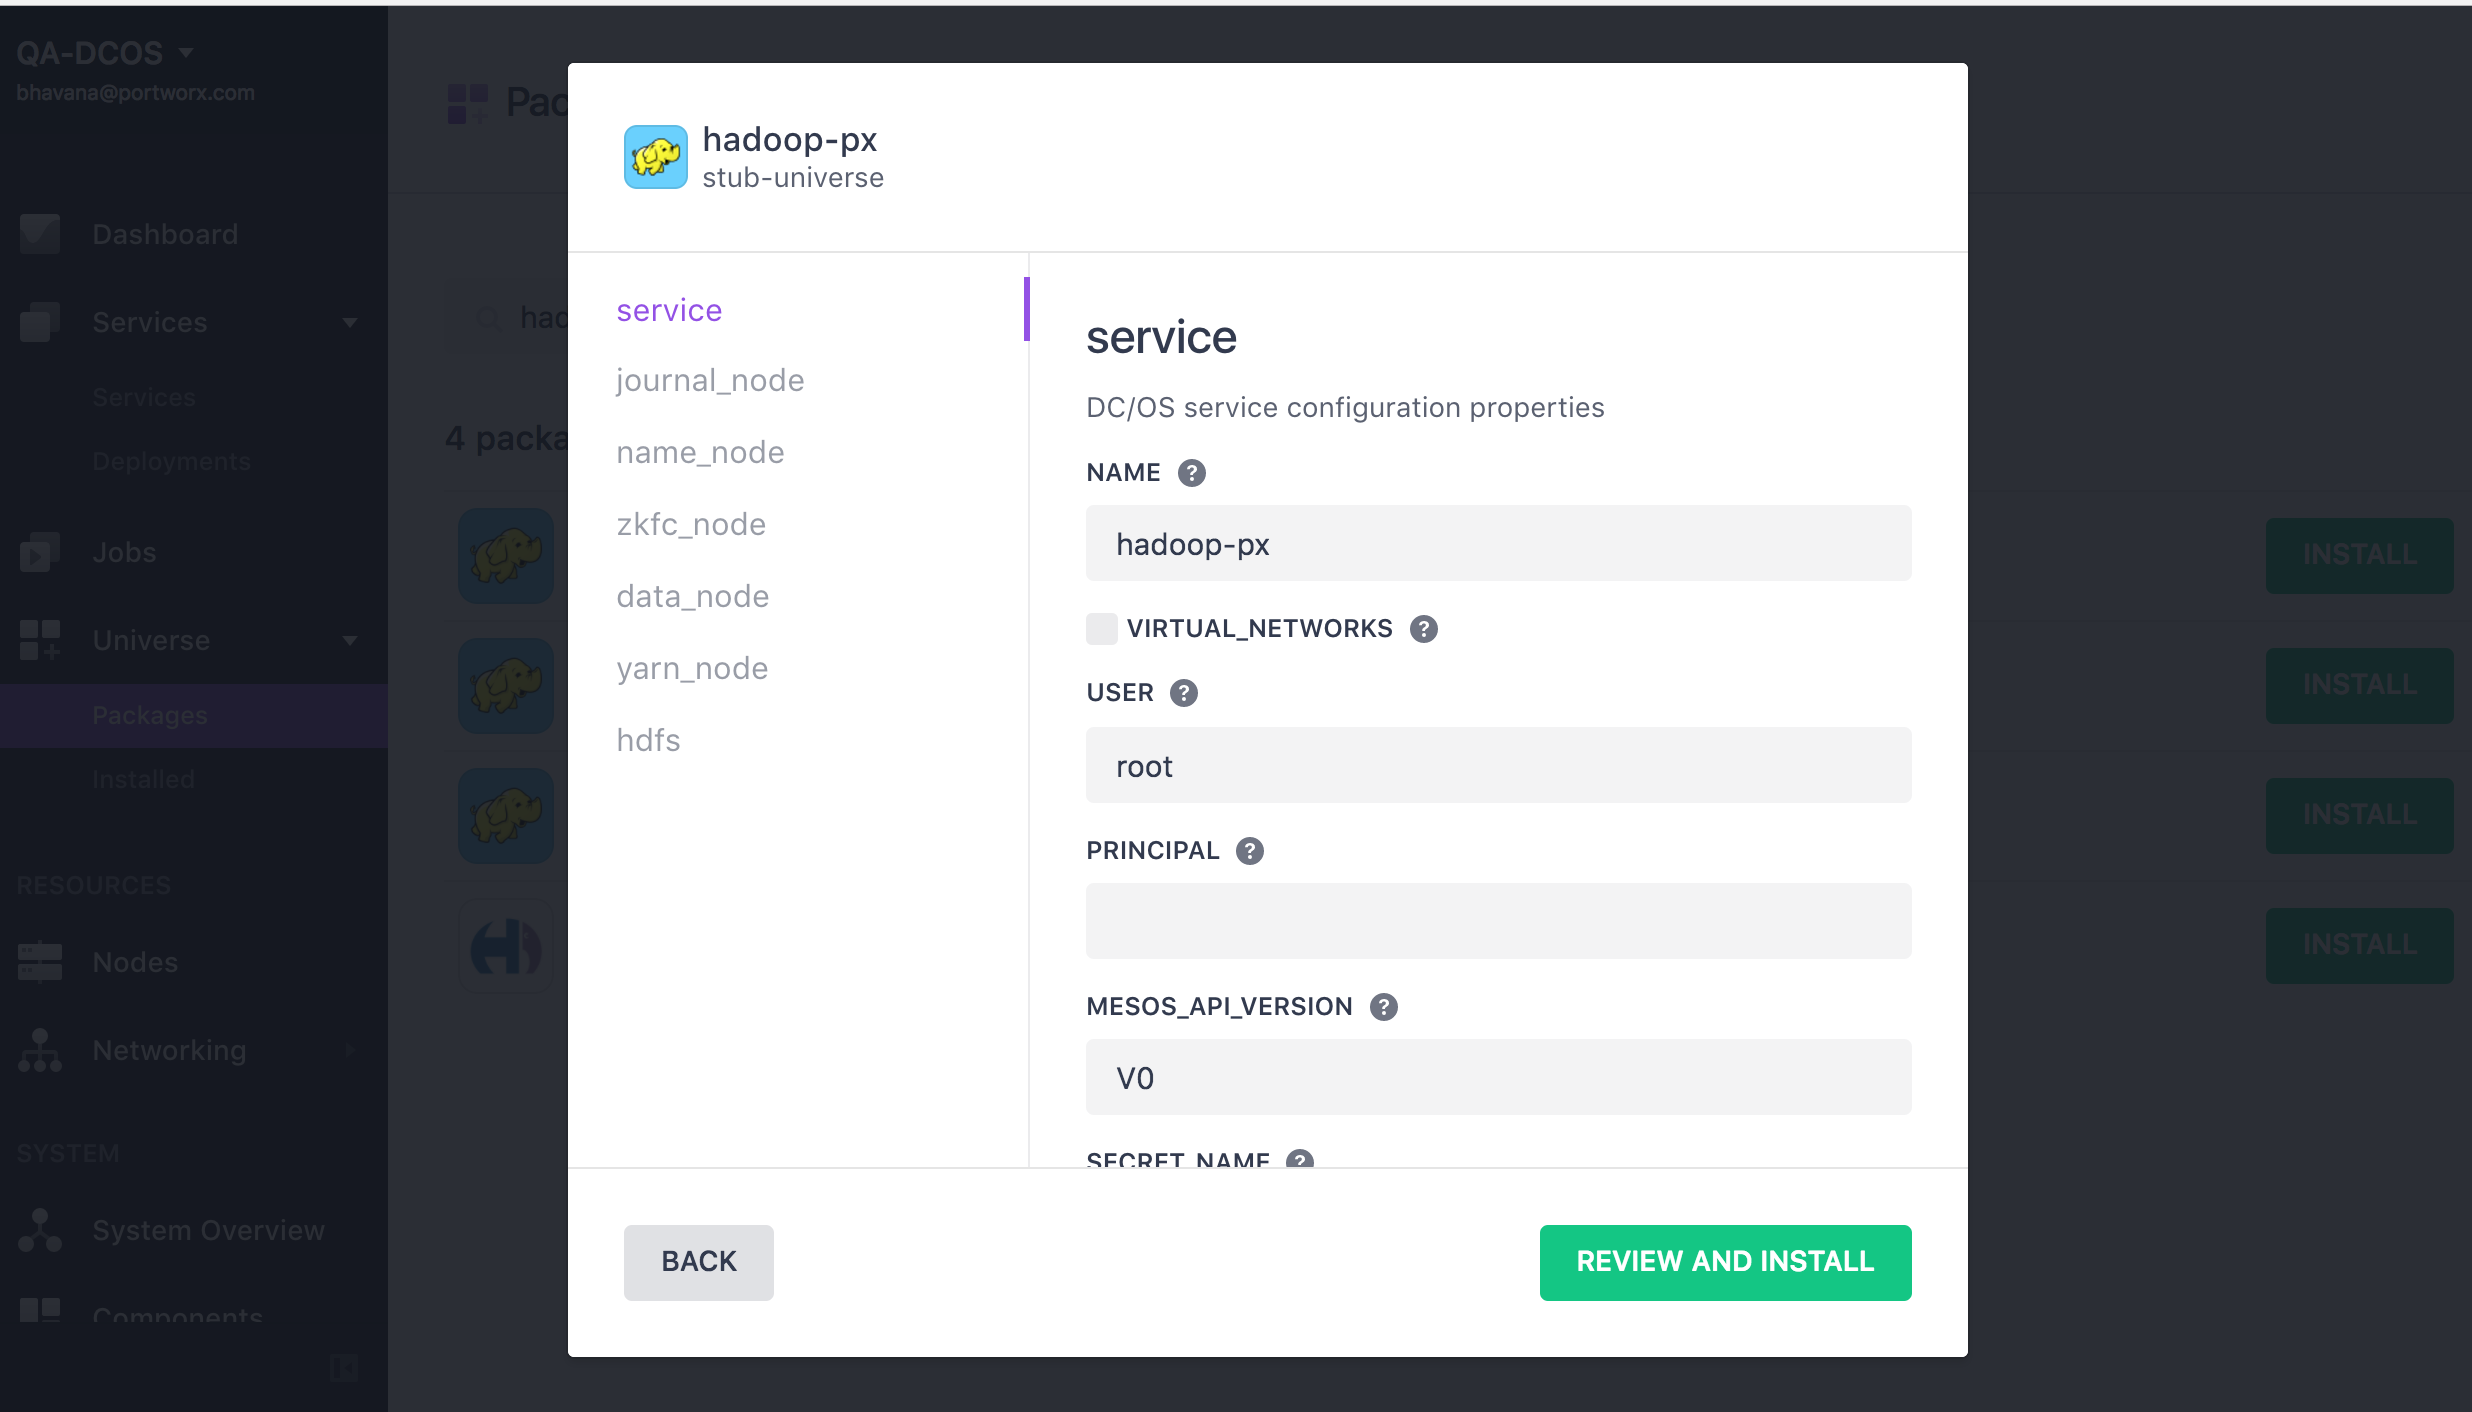 QA-DCOS
bhavana@portworx.com
Dashboard
Services
Services
Deployments
Jobs
Universe
Packages
Installed
RESOURCES
Nodes
Networking
SYSTEM
System Overview
Components
Pac
had
4 packa
INSTALL
INSTALL
INSTALL
INSTALL
hadoop-px
stub-universe
service
journal_node
name_node
zkfc_node
data_node
yarn_node
hdfs
service
DC/OS service configuration properties
NAME ?
hadoop-px
VIRTUAL_NETWORKS ?
USER ?
root
PRINCIPAL ?
MESOS_API_VERSION ?
V0
SECRET_NAME ?
BACK
REVIEW AND INSTALL